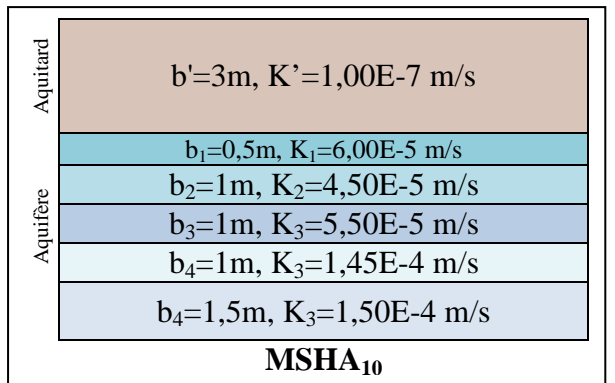 Aquitard
b'=3m, K’=1,00E-7 m/s
Aquifère
b₁=0,5m, K₁=6,00E-5 m/s
b₂=1m, K₂=4,50E-5 m/s
b₃=1m, K₃=5,50E-5 m/s
b₄=1m, K₃=1,45E-4 m/s
b₄=1,5m, K₃=1,50E-4 m/s
MSHA₁₀